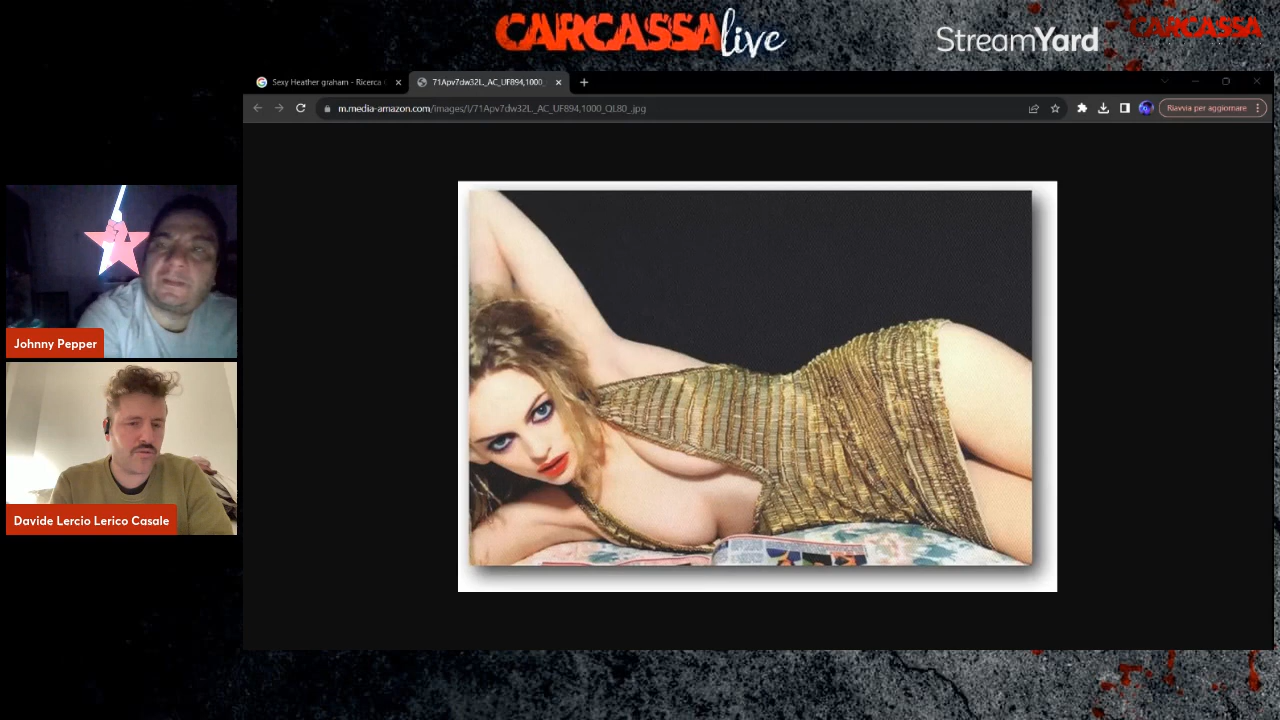 CARCASSA live
StreamYard
CARCASSA
Sexy Heather graham - Ricerca
71Apv7dw32L._AC_UF894,1000_
m.media-amazon.com/images/I/71Apv7dw32L._AC_UF894,1000_QL80_.jpg
Riavvia per aggiornare
Johnny Pepper
Davide Lercio Lerico Casale